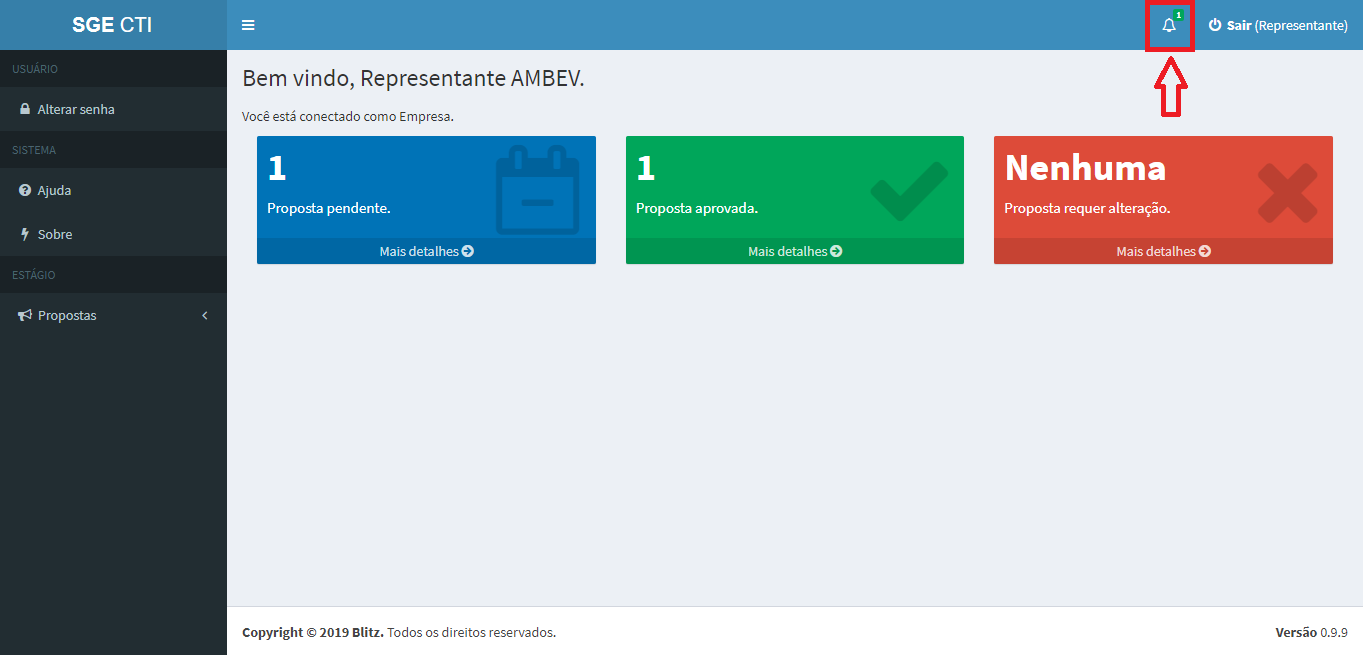 SGE CTI
1
Sair (Representante)
USUÁRIO
Alterar senha
SISTEMA
Ajuda
Sobre
ESTÁGIO
Propostas
Bem vindo, Representante AMBEV.
Você está conectado como Empresa.
1
Proposta pendente.
Mais detalhes
1
Proposta aprovada.
Mais detalhes
Nenhuma
Proposta requer alteração.
Mais detalhes
Copyright © 2019 Blitz. Todos os direitos reservados.
Versão 0.9.9